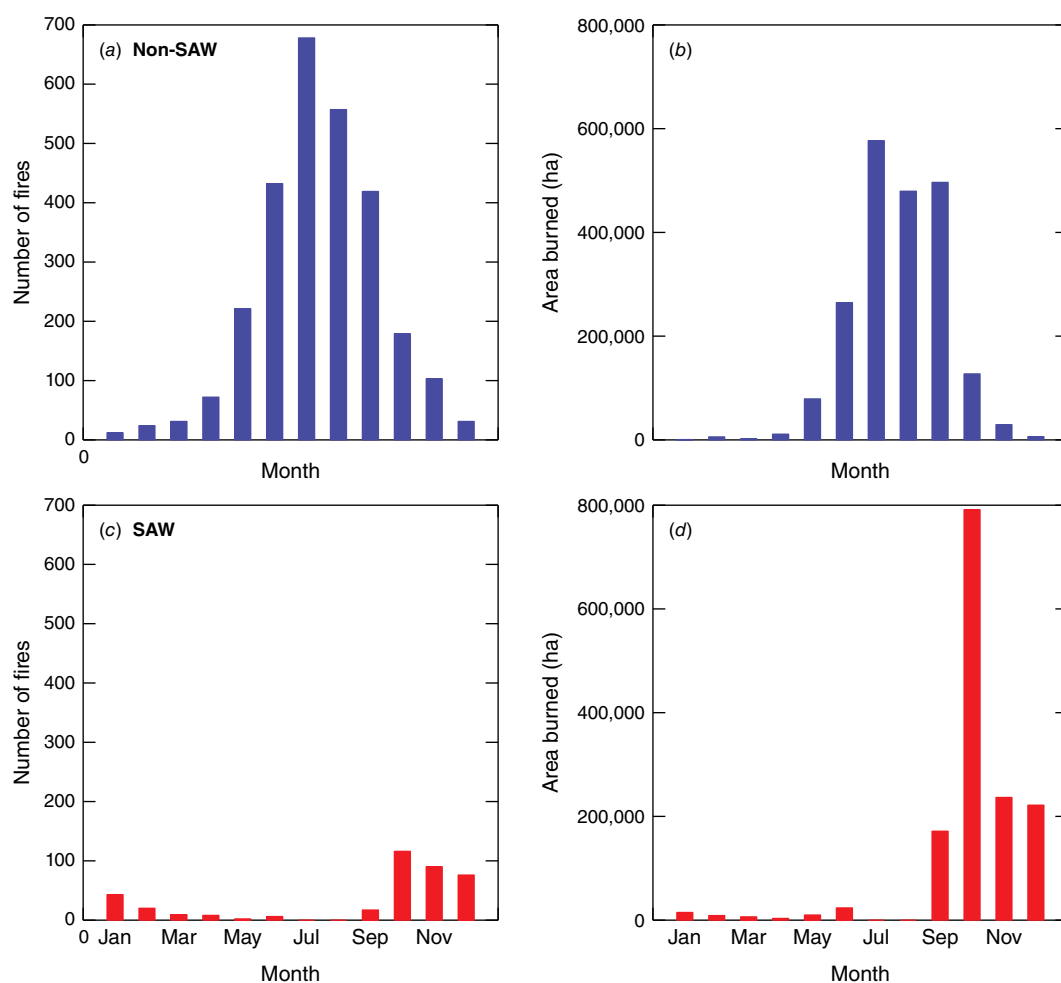 (a) Non-SAW
700
600
500
400
300
200
100
0
0
Number of fires
Month
(b)
800,000
600,000
400,000
200,000
0
Area burned (ha)
Month
(c) SAW
700
600
500
400
300
200
100
0
0 Jan Mar May Jul Sep Nov
Number of fires
Month
(d)
800,000
600,000
400,000
200,000
0
Jan Mar May Jul Sep Nov
Area burned (ha)
Month